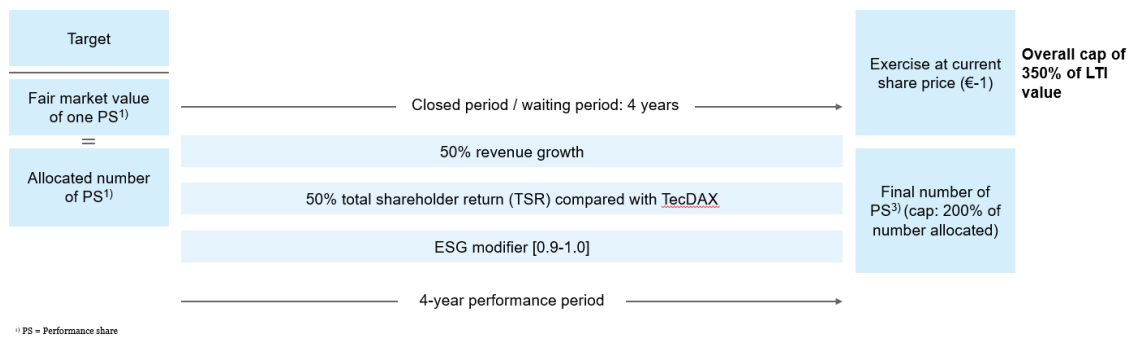 Target
Fair market value
of one PS1)
=
Allocated number
of PS1)
Closed period / waiting period: 4 years
50% revenue growth
50% total shareholder return (TSR) compared with TecDAX
ESG modifier [0.9-1.0]
4-year performance period
Exercise at current
share price (€-1)
Final number of
PS3) (cap: 200% of
number allocated)
Overall cap of
350% of LTI
value
1) PS = Performance share